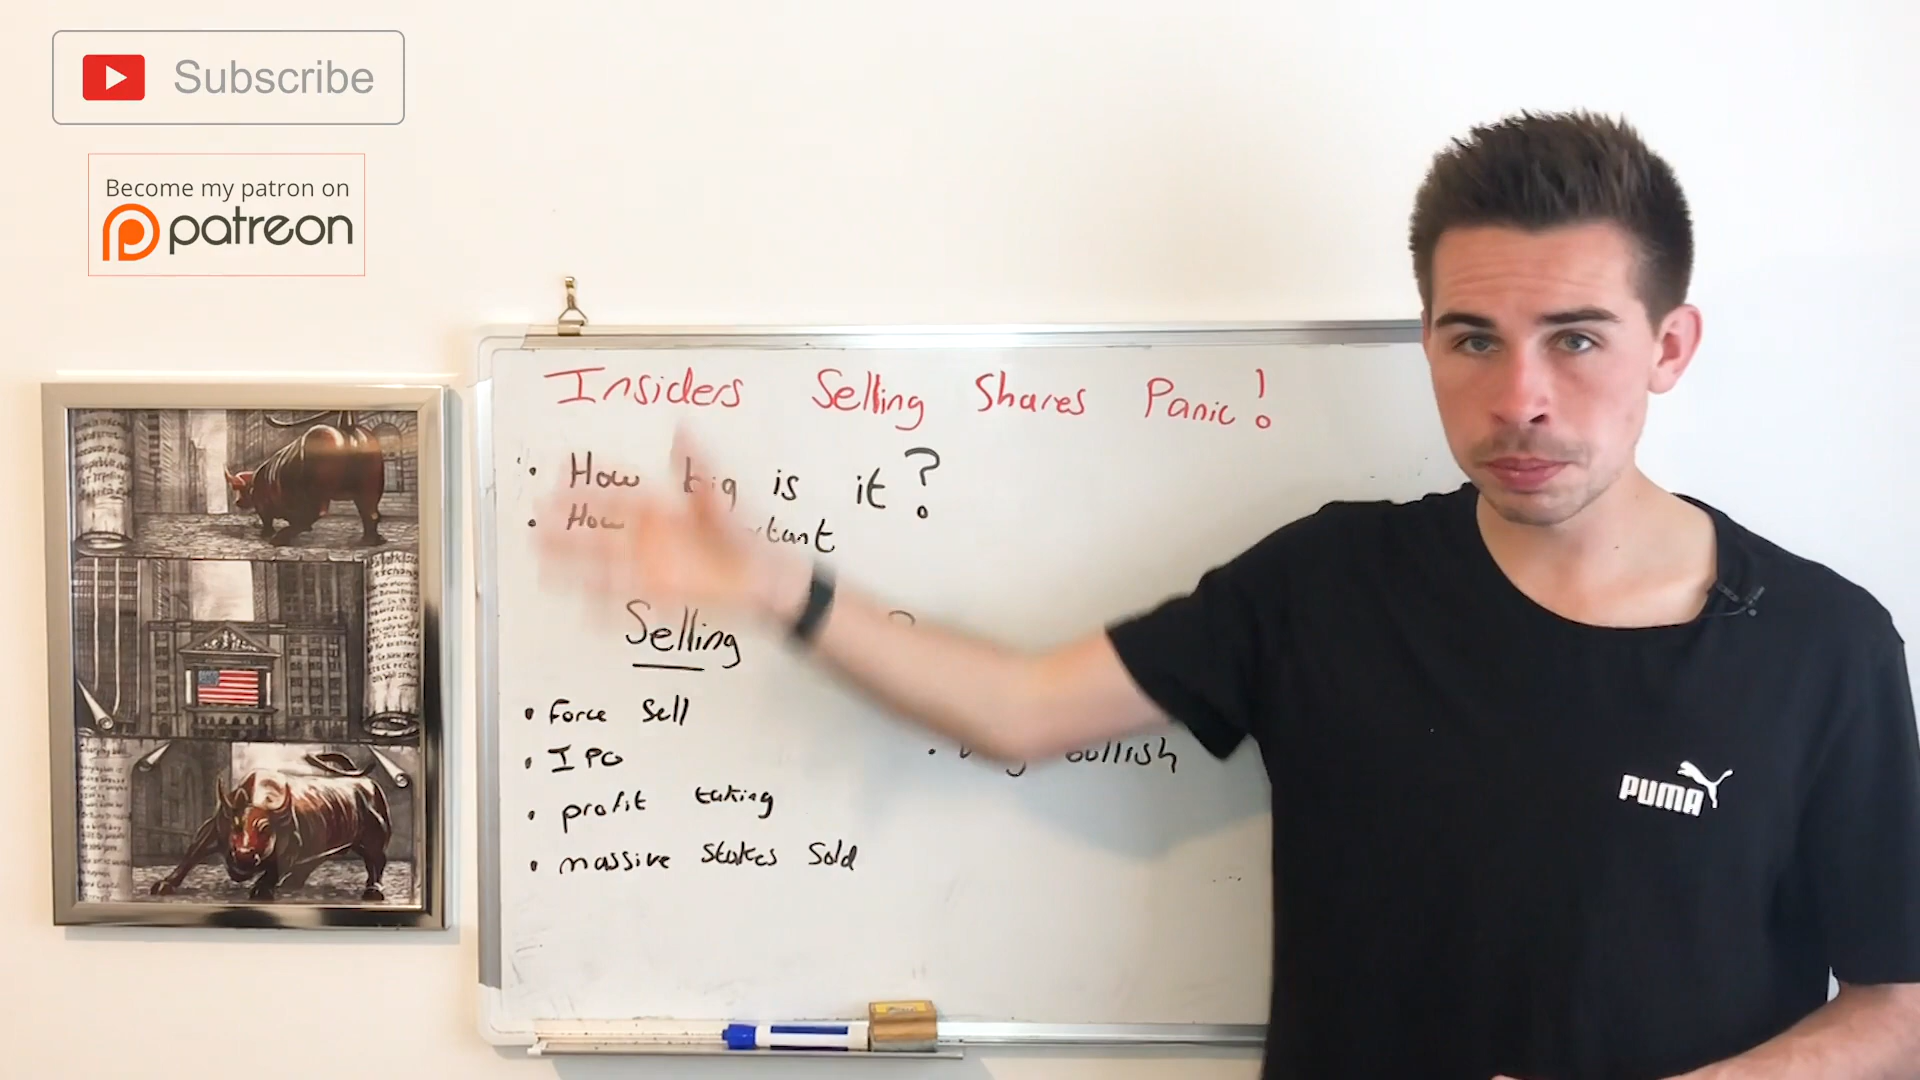 Subscribe
Become my patron on
patreon
Insiders Selling Shares Panic!
• How big is it?
• How
Selling ?
• Force Sell
• IPO
• bullish
• profit taking
• massive stakes sold
PUMA